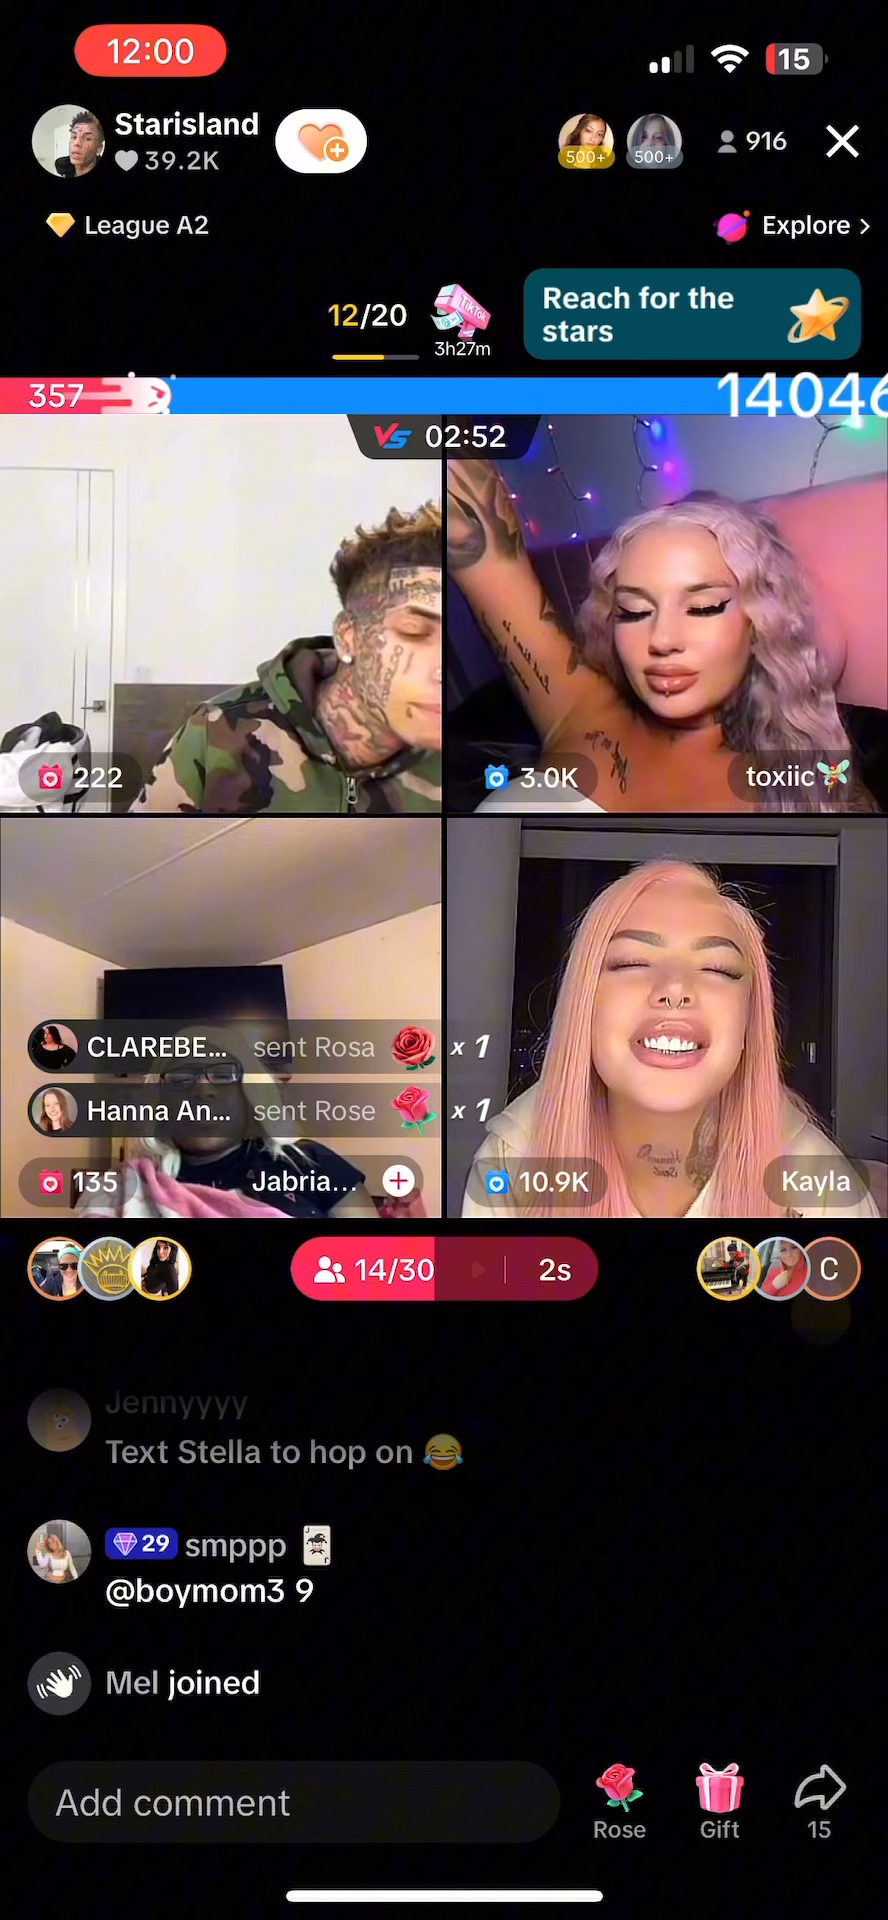 12:00
15
Starisland
39.2K
500+
500+
916
League A2
Explore >
12/20
TikTok
3h27m
Reach for the
stars
357
14046
VS 02:52
222
3.0K
toxiic
CLAREBE... sent Rosa x 1
Hanna An... sent Rose x 1
135
Jabria...
10.9K
Kayla
14/30
2s
C
Jennyyyy
Text Stella to hop on 😂
29 smppp 🃏
@boymom3 9
Mel joined
Add comment
Rose
Gift
15